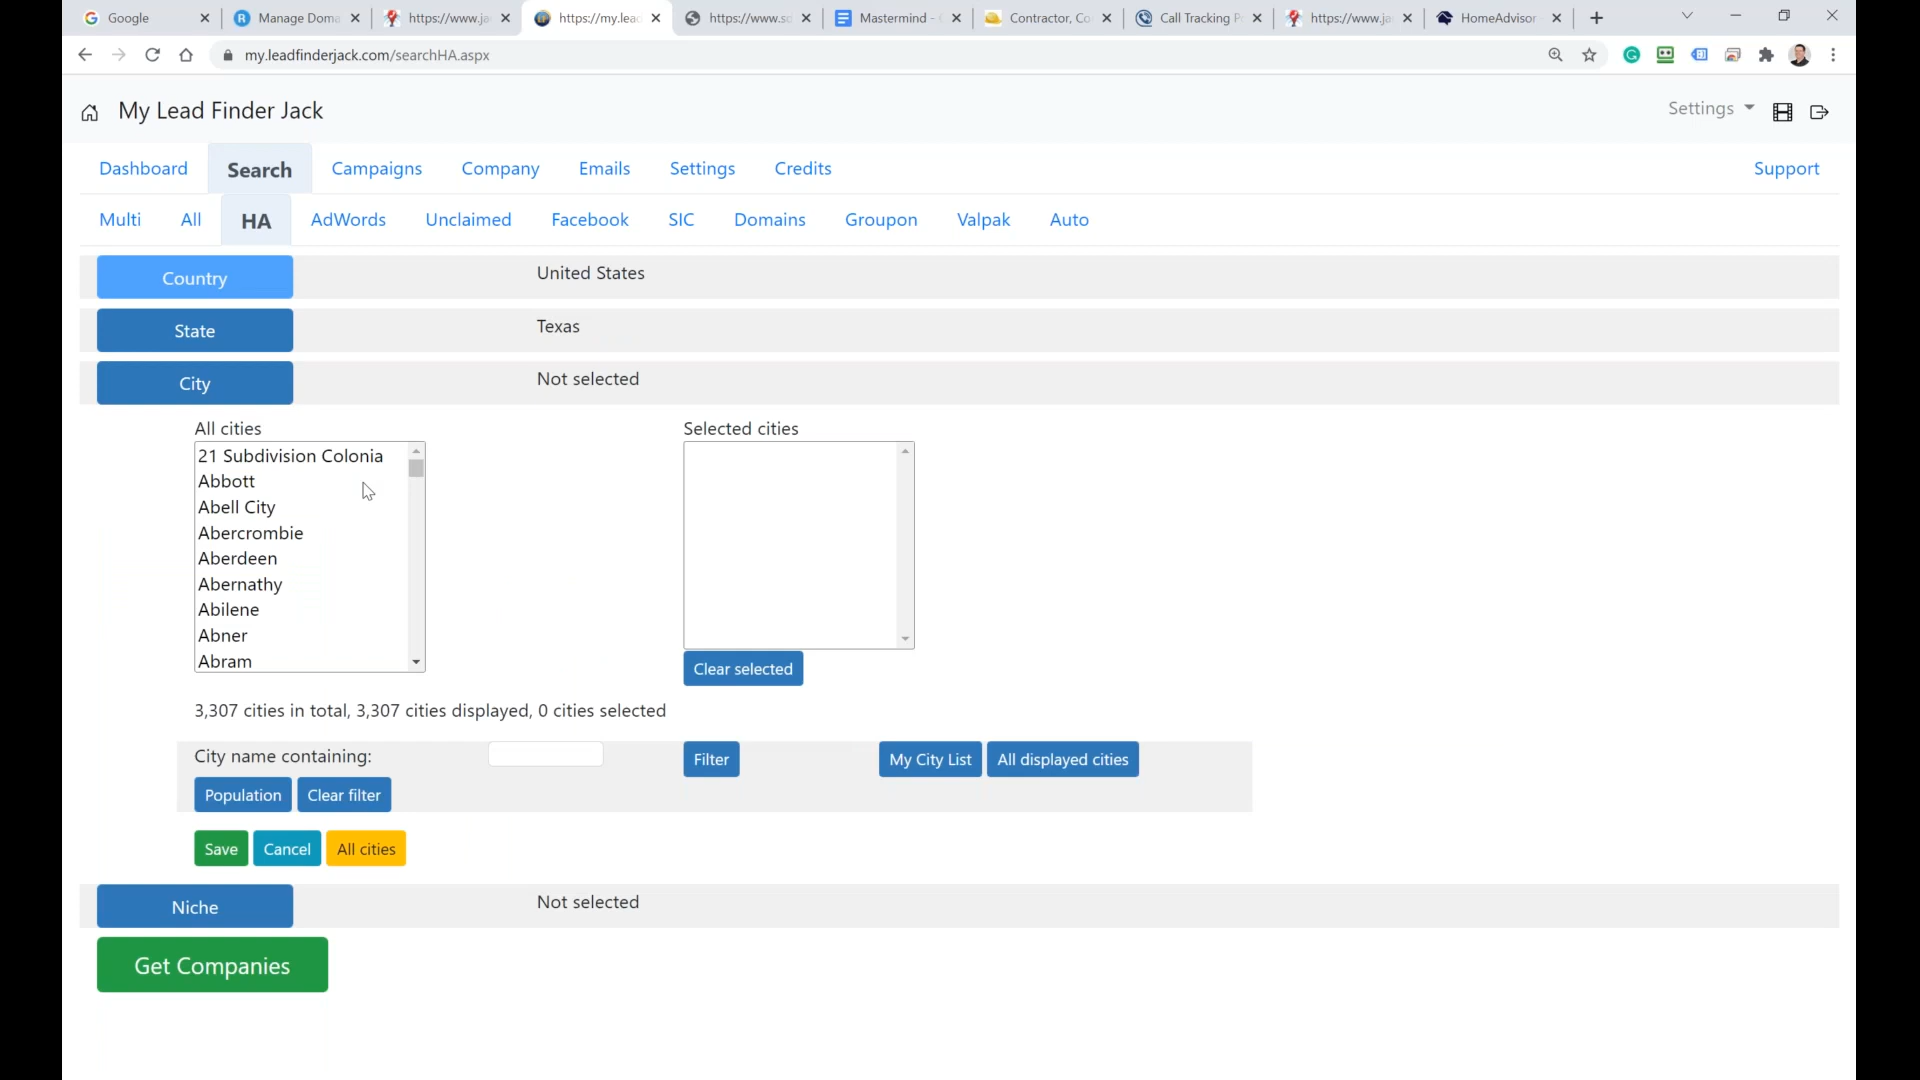 Google
Manage Doma
https://www.ja
https://my.lead
https://www.so
Mastermind -
Contractor, Co
Call Tracking P
https://www.ja
HomeAdvisor
my.leadfinderjack.com/searchHA.aspx
My Lead Finder Jack
Settings
Dashboard Search Campaigns Company Emails Settings Credits Support
Multi All HA AdWords Unclaimed Facebook SIC Domains Groupon Valpak Auto
Country United States
State Texas
City Not selected
All cities Selected cities
21 Subdivision Colonia
Abbott
Abell City
Abercrombie
Aberdeen
Abernathy
Abilene
Abner
Abram
Clear selected
3,307 cities in total, 3,307 cities displayed, 0 cities selected
City name containing: Filter My City List All displayed cities
Population Clear filter
Save Cancel All cities
Niche Not selected
Get Companies